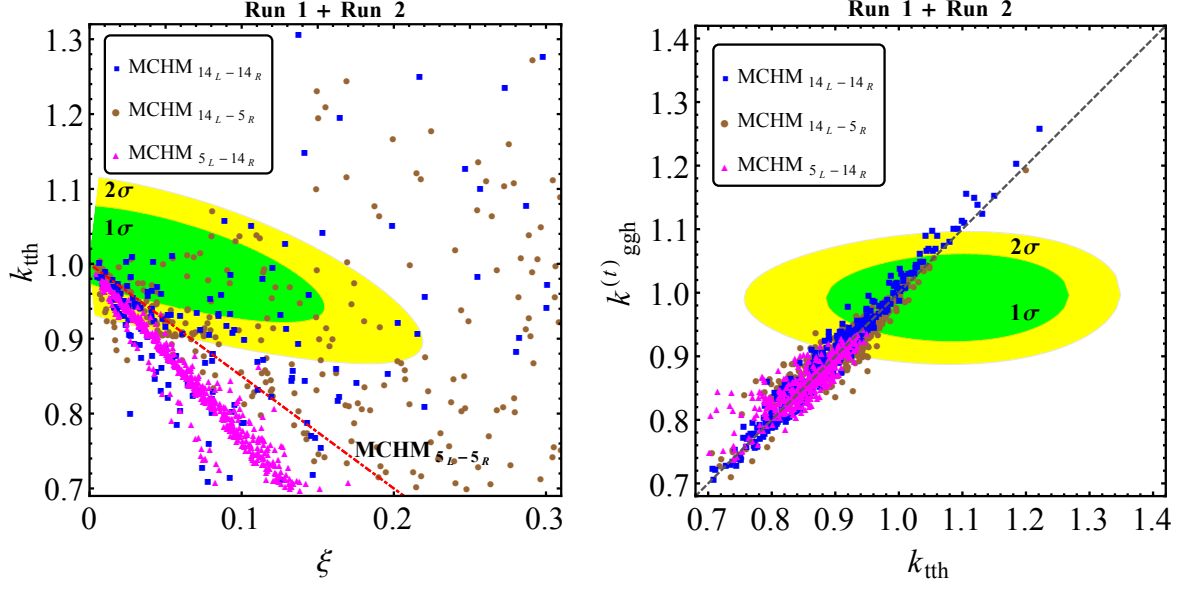 Run 1 + Run 2
MCHM 14L-14R
MCHM 14L-5R
MCHM 5L-14R
2σ
1σ
MCHM 5L-5R
k_tth
1.3
1.2
1.1
1.0
0.9
0.8
0.7
0
0.1
0.2
0.3
ξ
Run 1 + Run 2
MCHM 14L-14R
MCHM 14L-5R
MCHM 5L-14R
2σ
1σ
k^(t)_ggh
1.4
1.3
1.2
1.1
1.0
0.9
0.8
0.7
0.7
0.8
0.9
1.0
1.1
1.2
1.3
1.4
k_tth